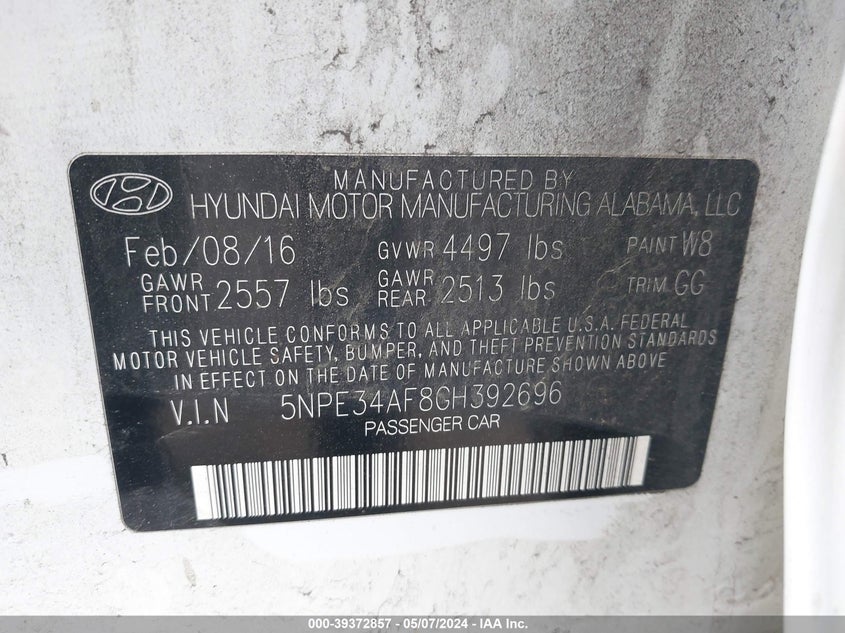 MANUFACTURED BY
HYUNDAI MOTOR MANUFACTURING ALABAMA, LLC
Feb/08/16 GVWR 4497 lbs PAINT W8
GAWR FRONT 2557 lbs GAWR REAR 2513 lbs TRIM GG
THIS VEHICLE CONFORMS TO ALL APPLICABLE U.S.A. FEDERAL
MOTOR VEHICLE SAFETY, BUMPER, AND THEFT PREVENTION STANDARDS
IN EFFECT ON THE DATE OF MANUFACTURE SHOWN ABOVE.
V.I.N 5NPE34AF8GH392696
PASSENGER CAR
000-39372857 - 05/07/2024 - IAA Inc.